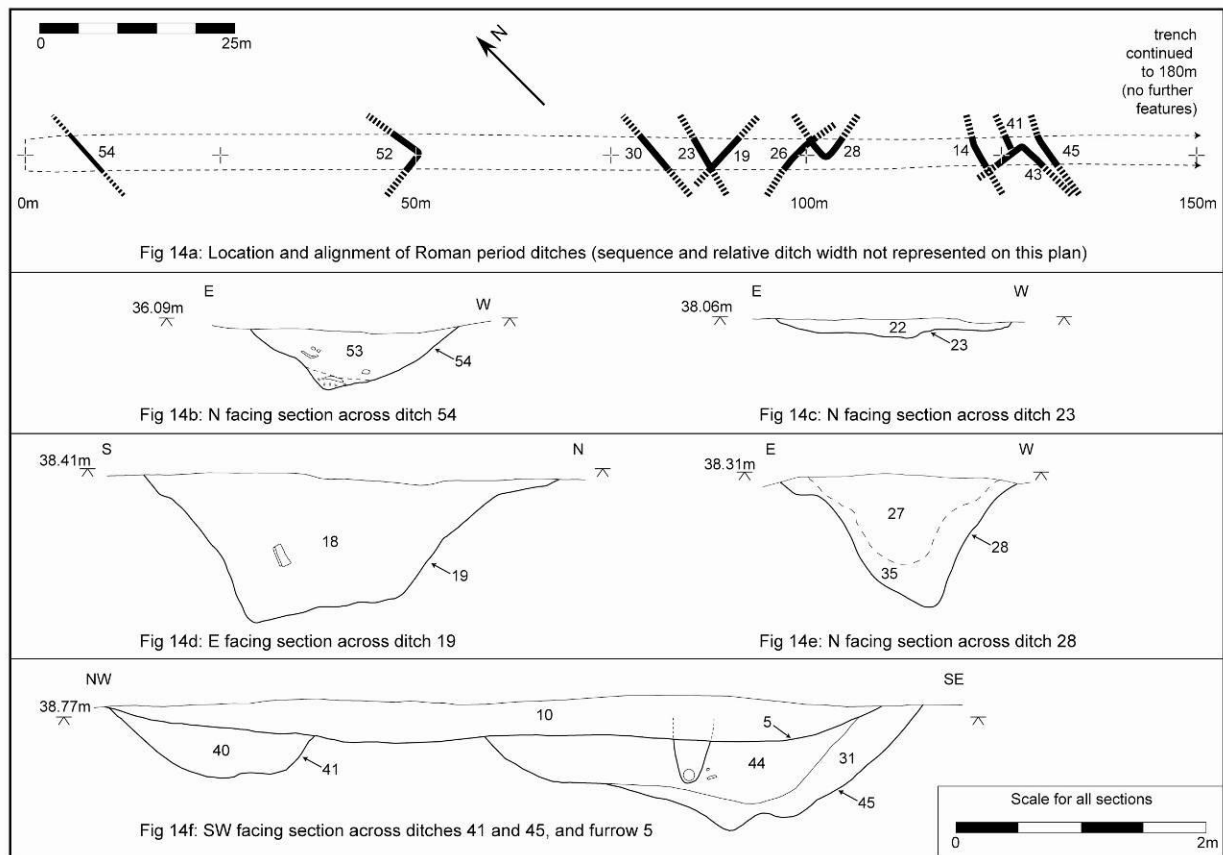 0 25m
N
trench
continued
to 180m
(no further
features)
54 52 30 23 19 26 28 14 41 43 45
0m 50m 100m 150m
Fig 14a: Location and alignment of Roman period ditches (sequence and relative ditch width not represented on this plan)
E W
36.09m
53
54
Fig 14b: N facing section across ditch 54
E W
38.06m
22
23
Fig 14c: N facing section across ditch 23
S N
38.41m
18
19
Fig 14d: E facing section across ditch 19
E W
38.31m
27
28
35
Fig 14e: N facing section across ditch 28
NW SE
38.77m
10 5
40 41 44 31 45
Fig 14f: SW facing section across ditches 41 and 45, and furrow 5
Scale for all sections
0 2m